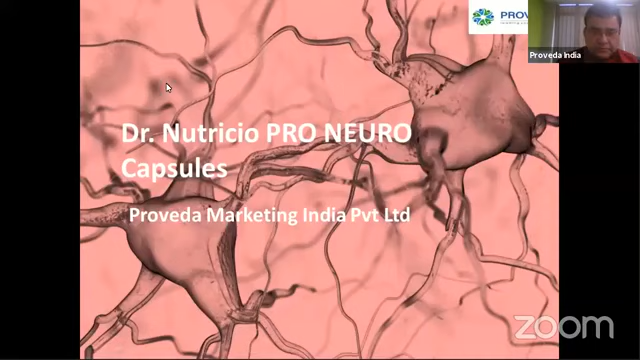 PROV
Proveda India
Dr. Nutricio PRO NEURO
Capsules
Proveda Marketing India Pvt Ltd
zoom